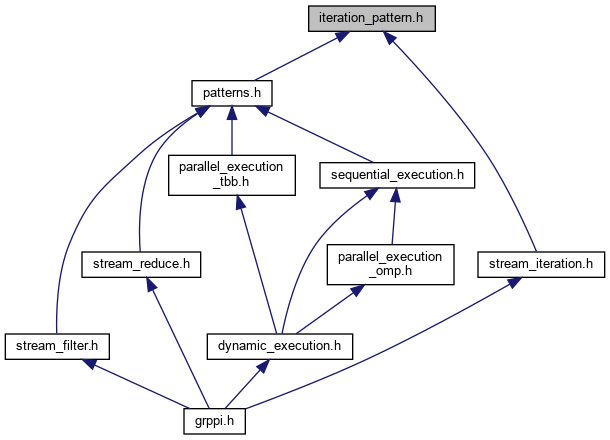 iteration_pattern.h
patterns.h
parallel_execution
_tbb.h
sequential_execution.h
stream_reduce.h
parallel_execution
_omp.h
stream_iteration.h
stream_filter.h
dynamic_execution.h
grppi.h